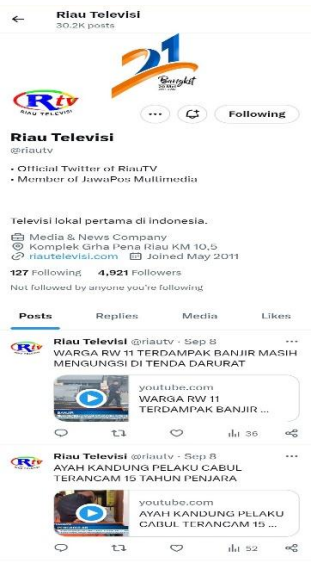 Riau Televisi
30.2K posts
21
Bangkit
Rtv
RIAU TELEVISI
Following
Riau Televisi
@riautv
• Official Twitter of RiauTV
• Member of JawaPos Multimedia
Televisi lokal pertama di indonesia.
Media & News Company
Komplek Grha Pena Riau KM 10,5
riautelevisi.com Joined May 2011
127 Following 4,921 Followers
Not followed by anyone you're following
Posts Replies Media Likes
Riau Televisi @riautv · Sep 8
WARGA RW 11 TERDAMPAK BANJIR MASIH
MENGUNGSI DI TENDA DARURAT
youtube.com
WARGA RW 11
TERDAMPAK BANJIR ...
36
Riau Televisi @riautv · Sep 8
AYAH KANDUNG PELAKU CABUL
TERANCAM 15 TAHUN PENJARA
youtube.com
AYAH KANDUNG PELAKU
CABUL TERANCAM 15 ...
52